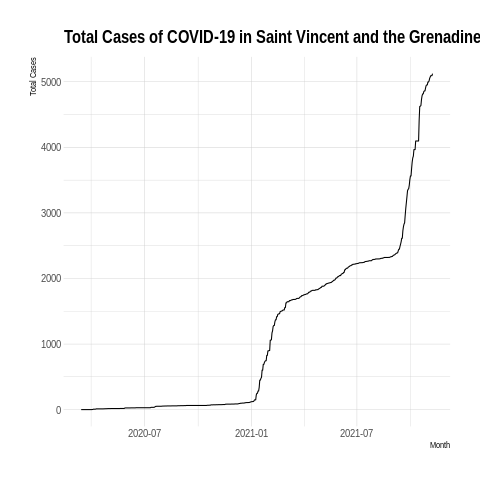 Total Cases of COVID-19 in Saint Vincent and the Grenadine
Total Cases
5000
4000
3000
2000
1000
0
2020-07 2021-01 2021-07
Month